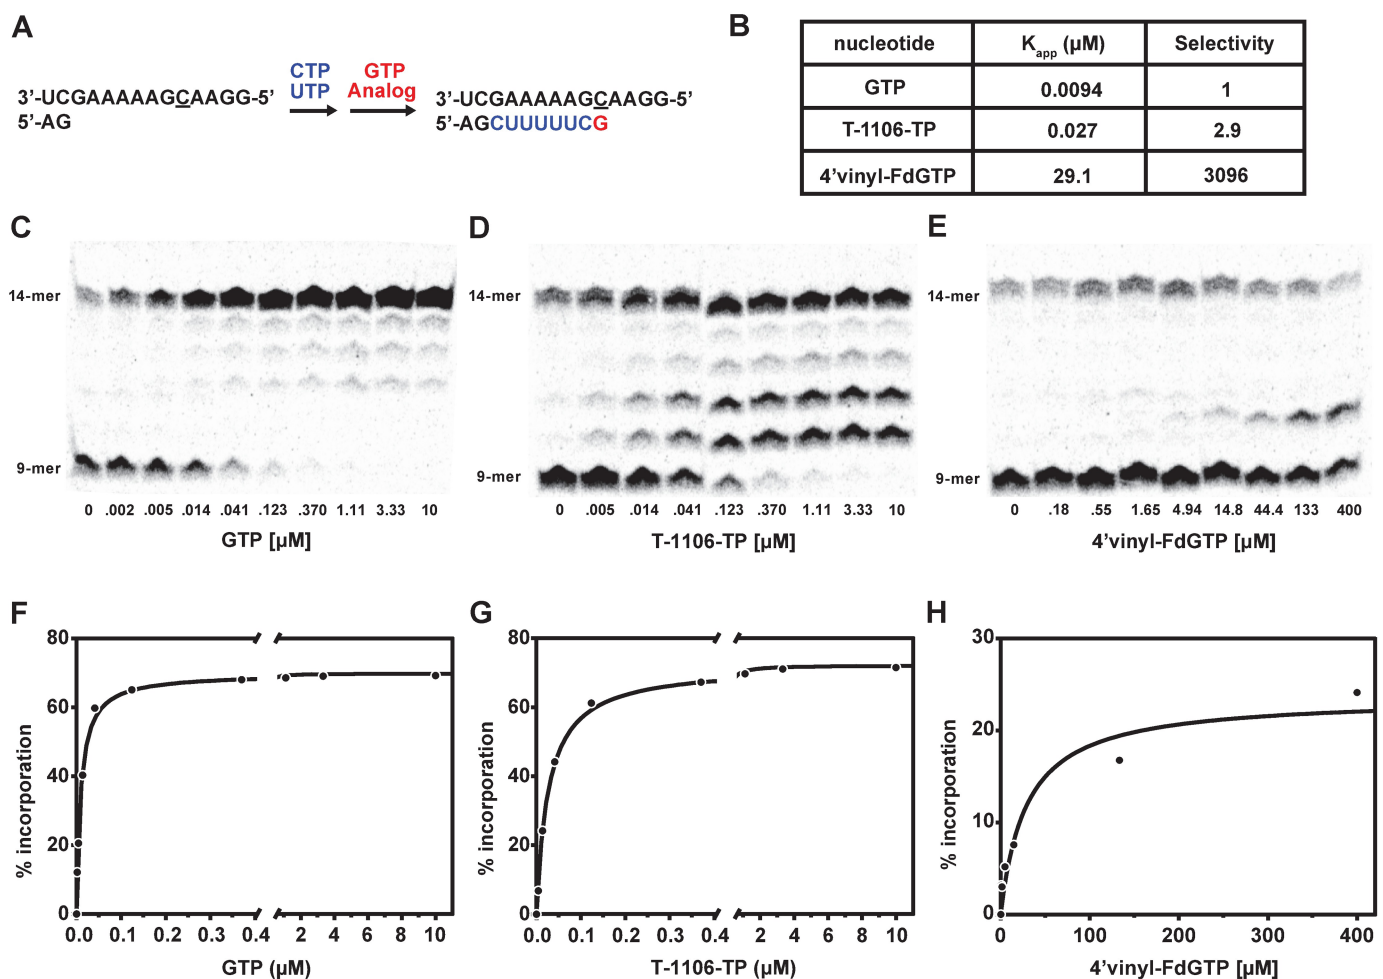 A
CTP
UTP
GTP
Analog
3'-UCGAAAAAGCAAGG-5'
5'-AG
3'-UCGAAAAAGCAAGG-5'
5'-AGCUUUUUCG
B
nucleotide Kapp (µM) Selectivity
GTP 0.0094 1
T-1106-TP 0.027 2.9
4'vinyl-FdGTP 29.1 3096
C
14-mer
9-mer
0 .002 .005 .014 .041 .123 .370 1.11 3.33 10
GTP [µM]
D
14-mer
9-mer
0 .005 .014 .041 .123 .370 1.11 3.33 10
T-1106-TP [µM]
E
14-mer
9-mer
0 .18 .55 1.65 4.94 14.8 44.4 133 400
4'vinyl-FdGTP [µM]
F
% incorporation
80
60
40
20
0
0.0 0.1 0.2 0.3 0.4 2 4 6 8 10
GTP (µM)
G
% incorporation
80
60
40
20
0
0.0 0.1 0.2 0.3 0.4 2 4 6 8 10
T-1106-TP (µM)
H
% incorporation
30
20
10
0
0 100 200 300 400
4'vinyl-FdGTP [µM]